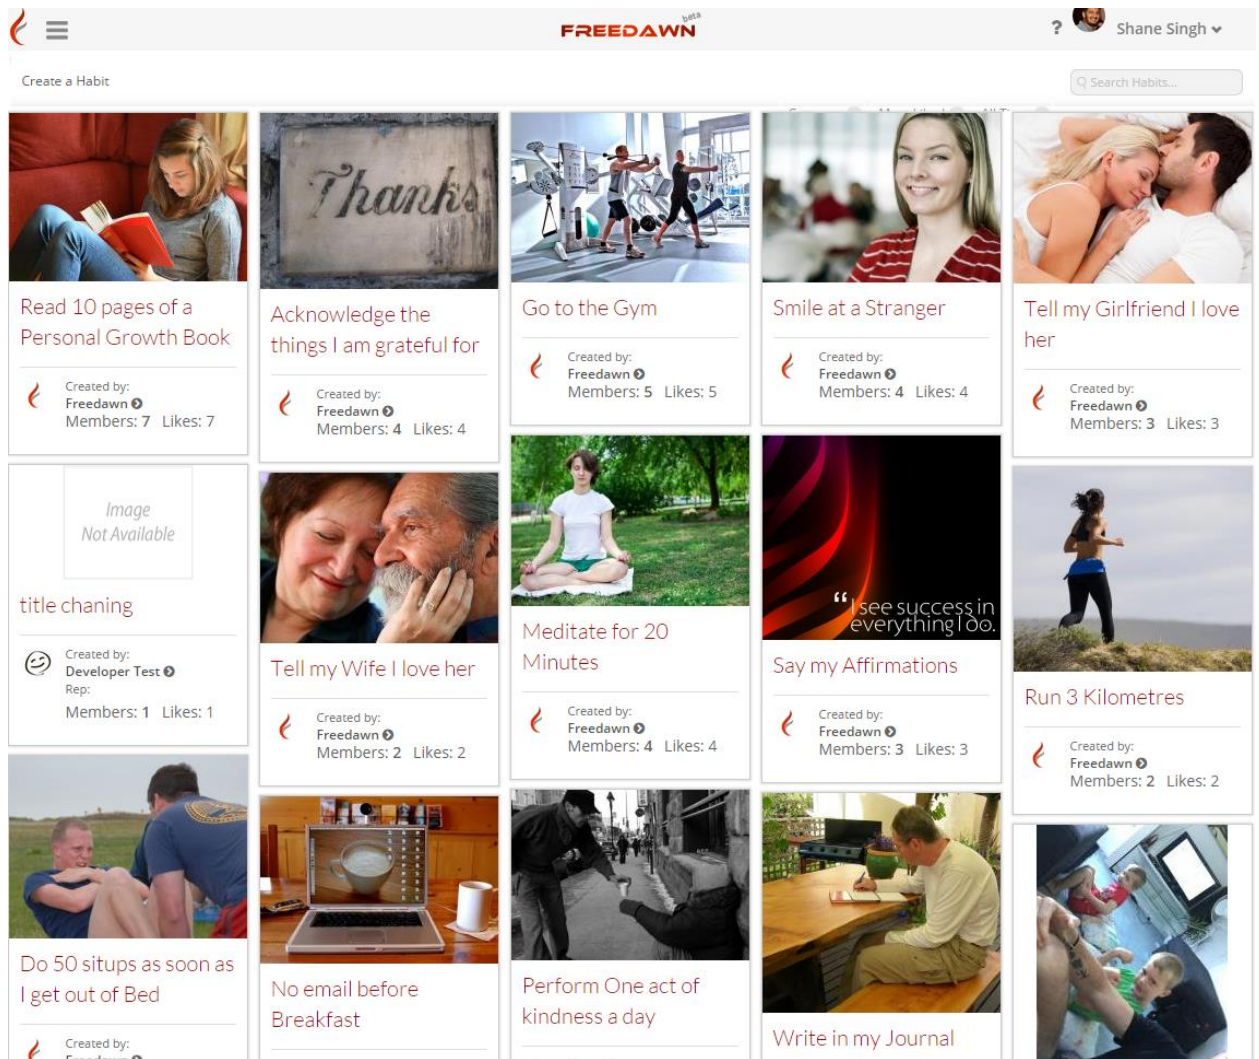 FREEDAWN beta
? Shane Singh
Create a Habit
Search Habits...
Thanks
Read 10 pages of a
Personal Growth Book
Created by:
Freedawn
Members: 7 Likes: 7
Acknowledge the
things I am grateful for
Created by:
Freedawn
Members: 4 Likes: 4
Go to the Gym
Created by:
Freedawn
Members: 5 Likes: 5
Smile at a Stranger
Created by:
Freedawn
Members: 4 Likes: 4
Tell my Girlfriend I love
her
Created by:
Freedawn
Members: 3 Likes: 3
Image
Not Available
title chaning
Created by:
Developer Test
Rep:
Members: 1 Likes: 1
Tell my Wife I love her
Created by:
Freedawn
Members: 2 Likes: 2
Meditate for 20
Minutes
Created by:
Freedawn
Members: 4 Likes: 4
“I see success in
everything I do.
Say my Affirmations
Created by:
Freedawn
Members: 3 Likes: 3
Run 3 Kilometres
Created by:
Freedawn
Members: 2 Likes: 2
Do 50 situps as soon as
I get out of Bed
Created by:
No email before
Breakfast
Perform One act of
kindness a day
Write in my Journal